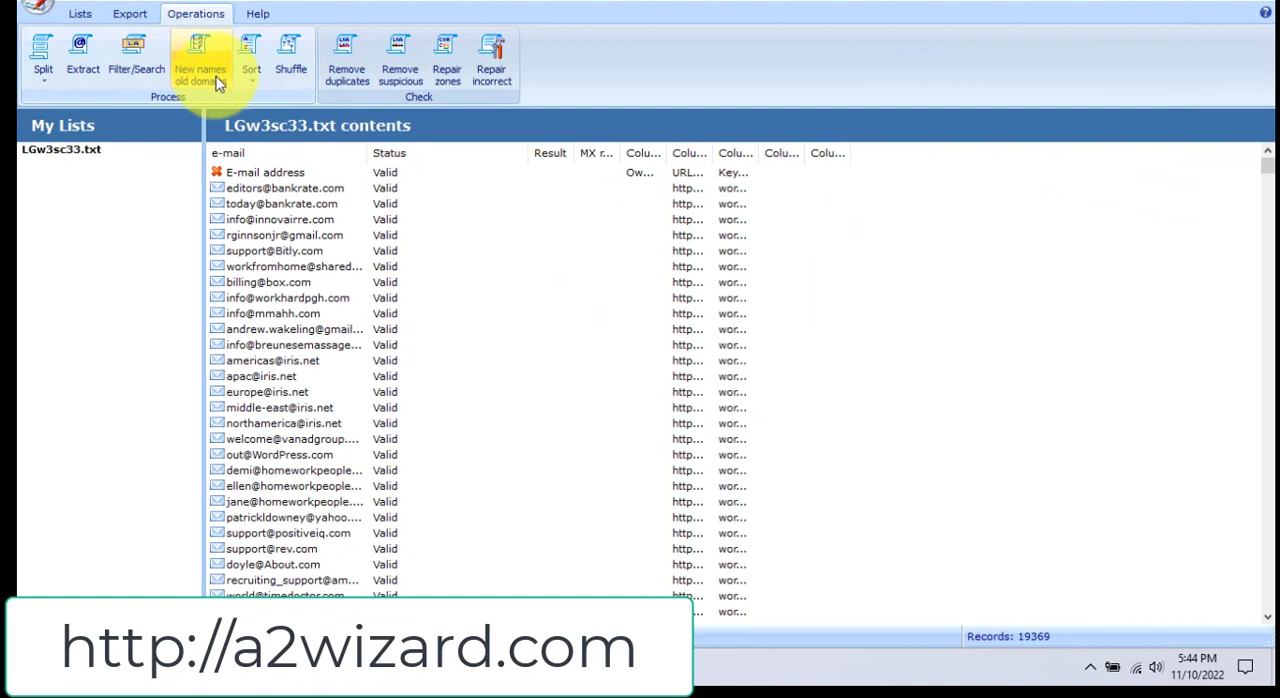 Lists Export Operations Help
Split Extract Filter/Search New names old domains Sort Shuffle Remove duplicates Remove suspicious Repair zones Repair incorrect
Process Check
My Lists LGw3sc33.txt contents
LGw3sc33.txt
e-mail Status Result MX r... Colu... Colu... Colu... Colu... Colu...
E-mail address Valid Ow... URL... Key...
editors@bankrate.com Valid http... wor...
today@bankrate.com Valid http... wor...
info@innovairre.com Valid http... wor...
rginnsonjr@gmail.com Valid http... wor...
support@Bitly.com Valid http... wor...
workfromhome@shared... Valid http... wor...
billing@box.com Valid http... wor...
info@workhardpgh.com Valid http... wor...
info@mmahh.com Valid http... wor...
andrew.wakeling@gmail... Valid http... wor...
info@breunesemassage... Valid http... wor...
americas@iris.net Valid http... wor...
apac@iris.net Valid http... wor...
europe@iris.net Valid http... wor...
middle-east@iris.net Valid http... wor...
northamerica@iris.net Valid http... wor...
welcome@vanadgroup.... Valid http... wor...
out@WordPress.com Valid http... wor...
demi@homeworkpeople... Valid http... wor...
ellen@homeworkpeople... Valid http... wor...
jane@homeworkpeople.... Valid http... wor...
patrickldowney@yahoo.... Valid http... wor...
support@positiveiq.com Valid http... wor...
support@rev.com Valid http... wor...
doyle@About.com Valid http... wor...
recruiting_support@am... Valid http... wor...
world@timedoctor.com Valid http... wor...
http... wor...
http://a2wizard.com
Records: 19369
5:44 PM
11/10/2022